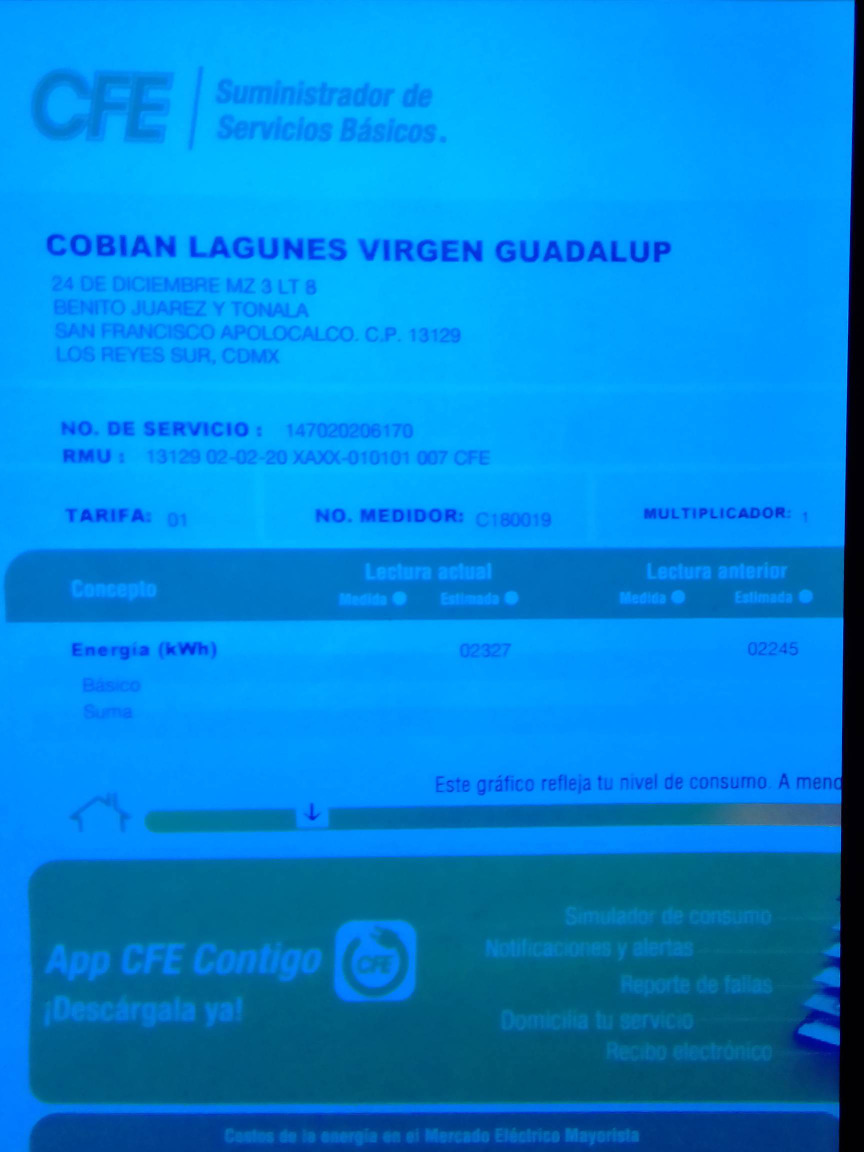 CFE
Suministrador de
Servicios Básicos.
COBIAN LAGUNES VIRGEN GUADALUP
24 DE DICIEMBRE MZ 3 LT 8
BENITO JUAREZ Y TONALA
SAN FRANCISCO APOLOCALCO. C.P. 13129
LOS REYES SUR, CDMX
NO. DE SERVICIO : 147020206170
RMU : 13129 02-02-20 XAXX-010101 007 CFE
TARIFA: 01 NO. MEDIDOR: C180019 MULTIPLICADOR: 1
Concepto Lectura actual Lectura anterior
Medida Estimada Medida Estimada
Energía (kWh) 02327 02245
Básico
Suma
Este gráfico refleja tu nivel de consumo. A meno
App CFE Contigo
¡Descárgala ya!
CFE
Simulador de consumo
Notificaciones y alertas
Reporte de fallas
Domicilia tu servicio
Recibo electrónico
Costos de la energía en el Mercado Eléctrico Mayorista